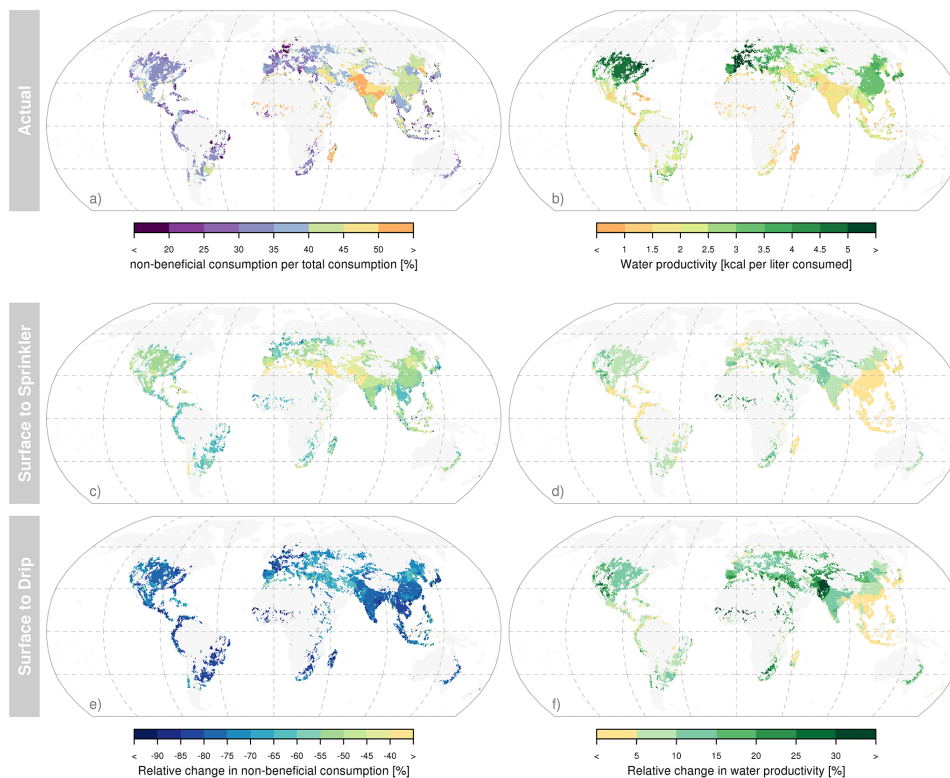 Actual
a)
b)
< 20 25 30 35 40 45 50 >
non-beneficial consumption per total consumption [%]
< 1 1.5 2 2.5 3 3.5 4 4.5 5 >
Water productivity [kcal per liter consumed]
Surface to Sprinkler
c)
d)
Surface to Drip
e)
f)
< -90 -85 -80 -75 -70 -65 -60 -55 -50 -45 -40 >
Relative change in non-beneficial consumption [%]
< 5 10 15 20 25 30 >
Relative change in water productivity [%]